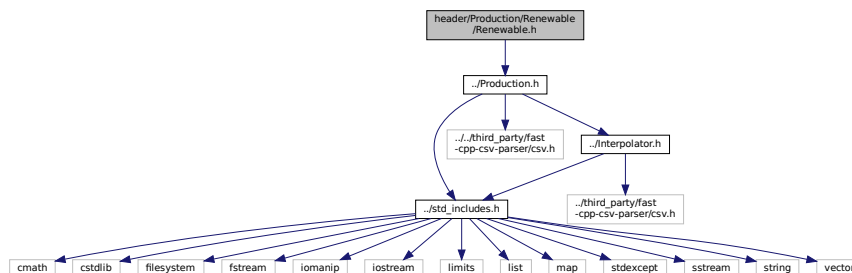 header/Production/Renewable
/Renewable.h
../Production.h
../../third_party/fast
-cpp-csv-parser/csv.h
../Interpolator.h
../third_party/fast
-cpp-csv-parser/csv.h
../std_includes.h
cmath
cstdlib
filesystem
fstream
iomanip
iostream
limits
list
map
stdexcept
sstream
string
vector